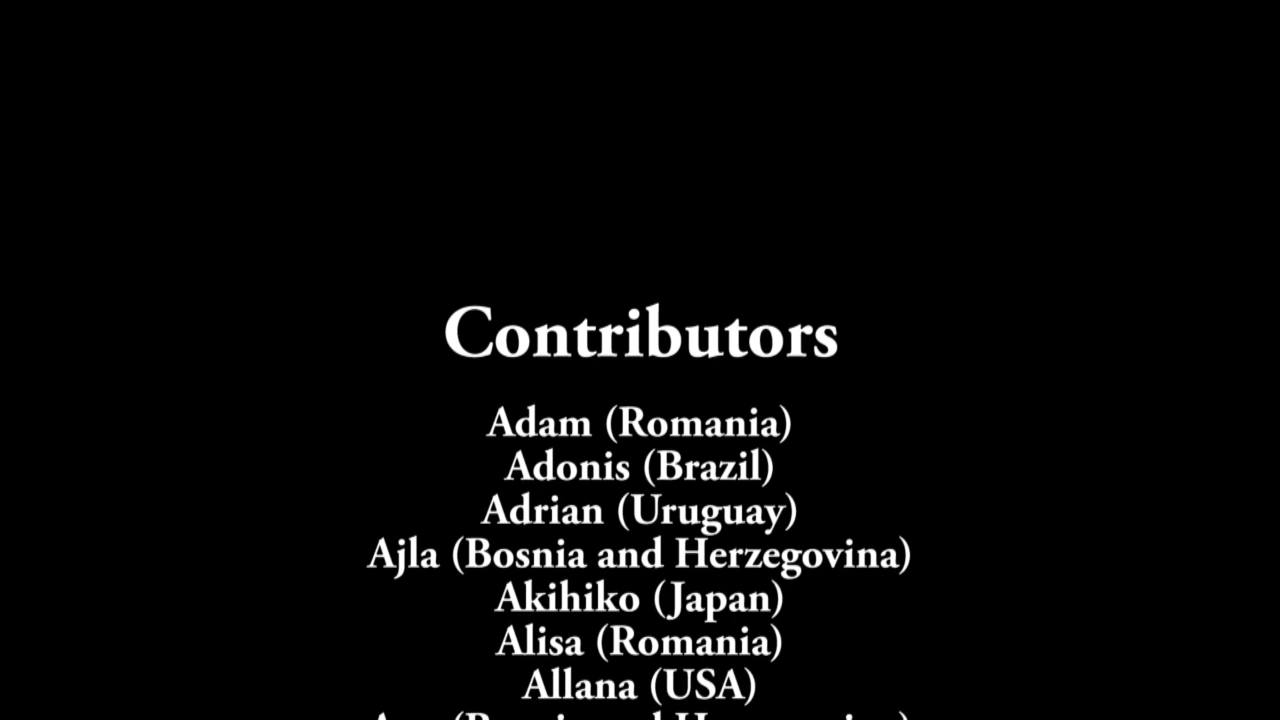 Contributors
Adam (Romania)
Adonis (Brazil)
Adrian (Uruguay)
Ajla (Bosnia and Herzegovina)
Akihiko (Japan)
Alisa (Romania)
Allana (USA)